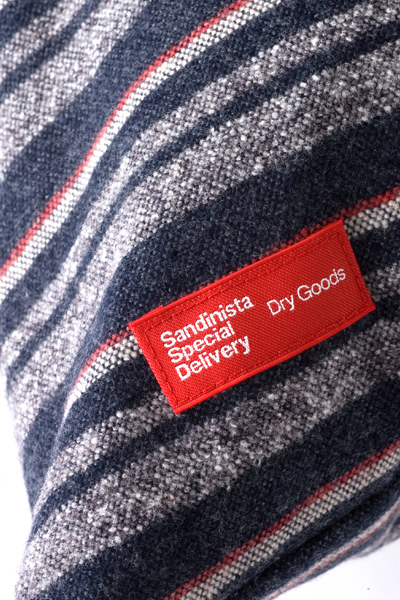 Sandinista
Special
Delivery
Dry Goods